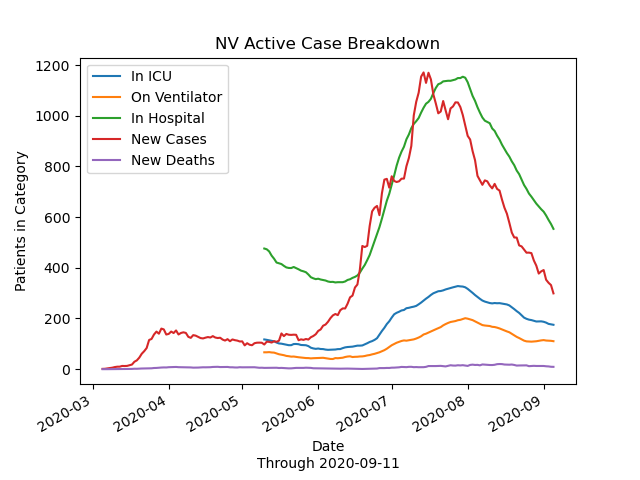 NV Active Case Breakdown
In ICU
On Ventilator
In Hospital
New Cases
New Deaths
Patients in Category
1200
1000
800
600
400
200
0
2020-03
2020-04
2020-05
2020-06
2020-07
2020-08
2020-09
Date
Through 2020-09-11